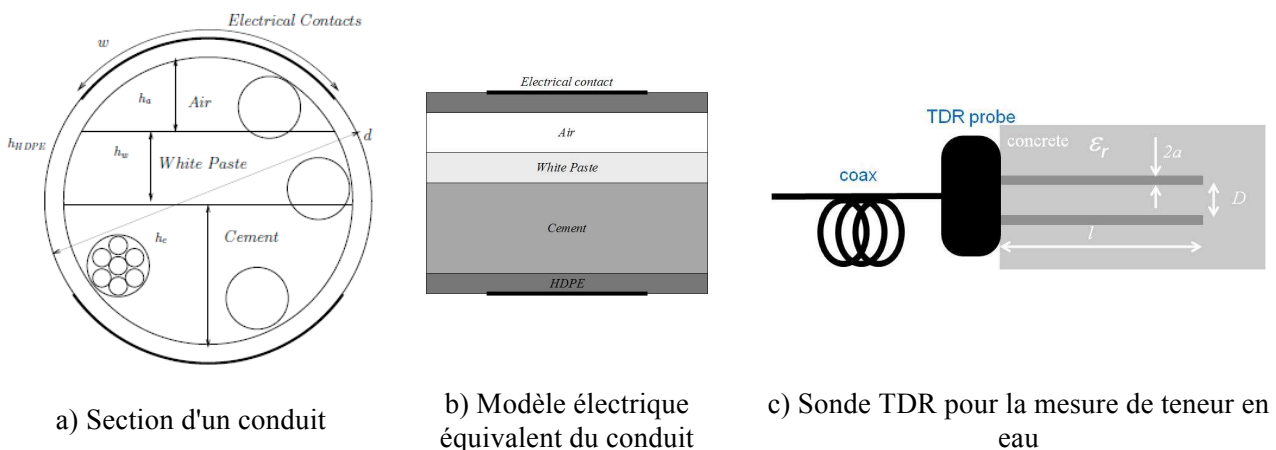 Electrical Contacts
w
h_a
Air
h_HDPE
d
h_w
White Paste
h_c
Cement
a) Section d'un conduit
Electrical contact
Air
White Paste
Cement
HDPE
b) Modèle électrique
équivalent du conduit
TDR probe
concrete
ε_r
2a
coax
D
l
c) Sonde TDR pour la mesure de teneur en
eau